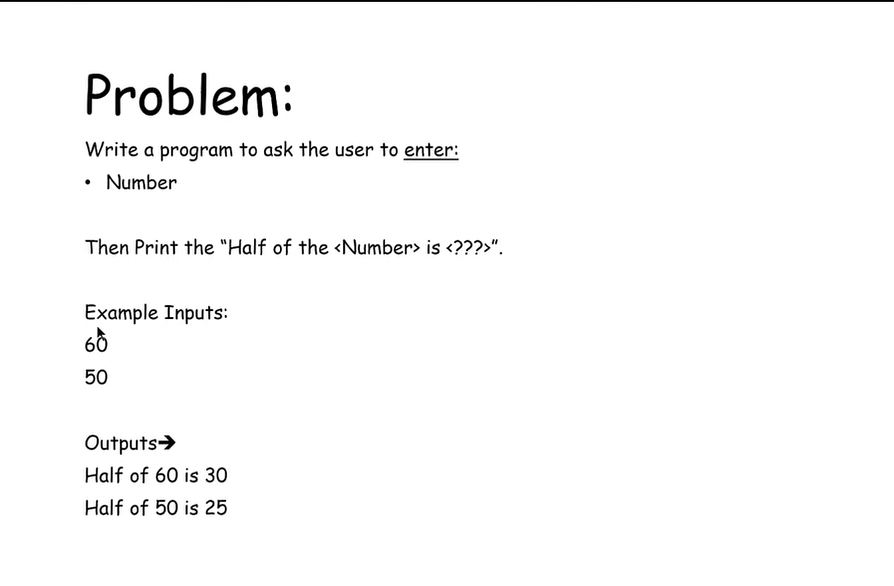 Problem:
Write a program to ask the user to enter:
• Number
Then Print the “Half of the <Number> is <???>”.
Example Inputs:
60
50
Outputs➔
Half of 60 is 30
Half of 50 is 25